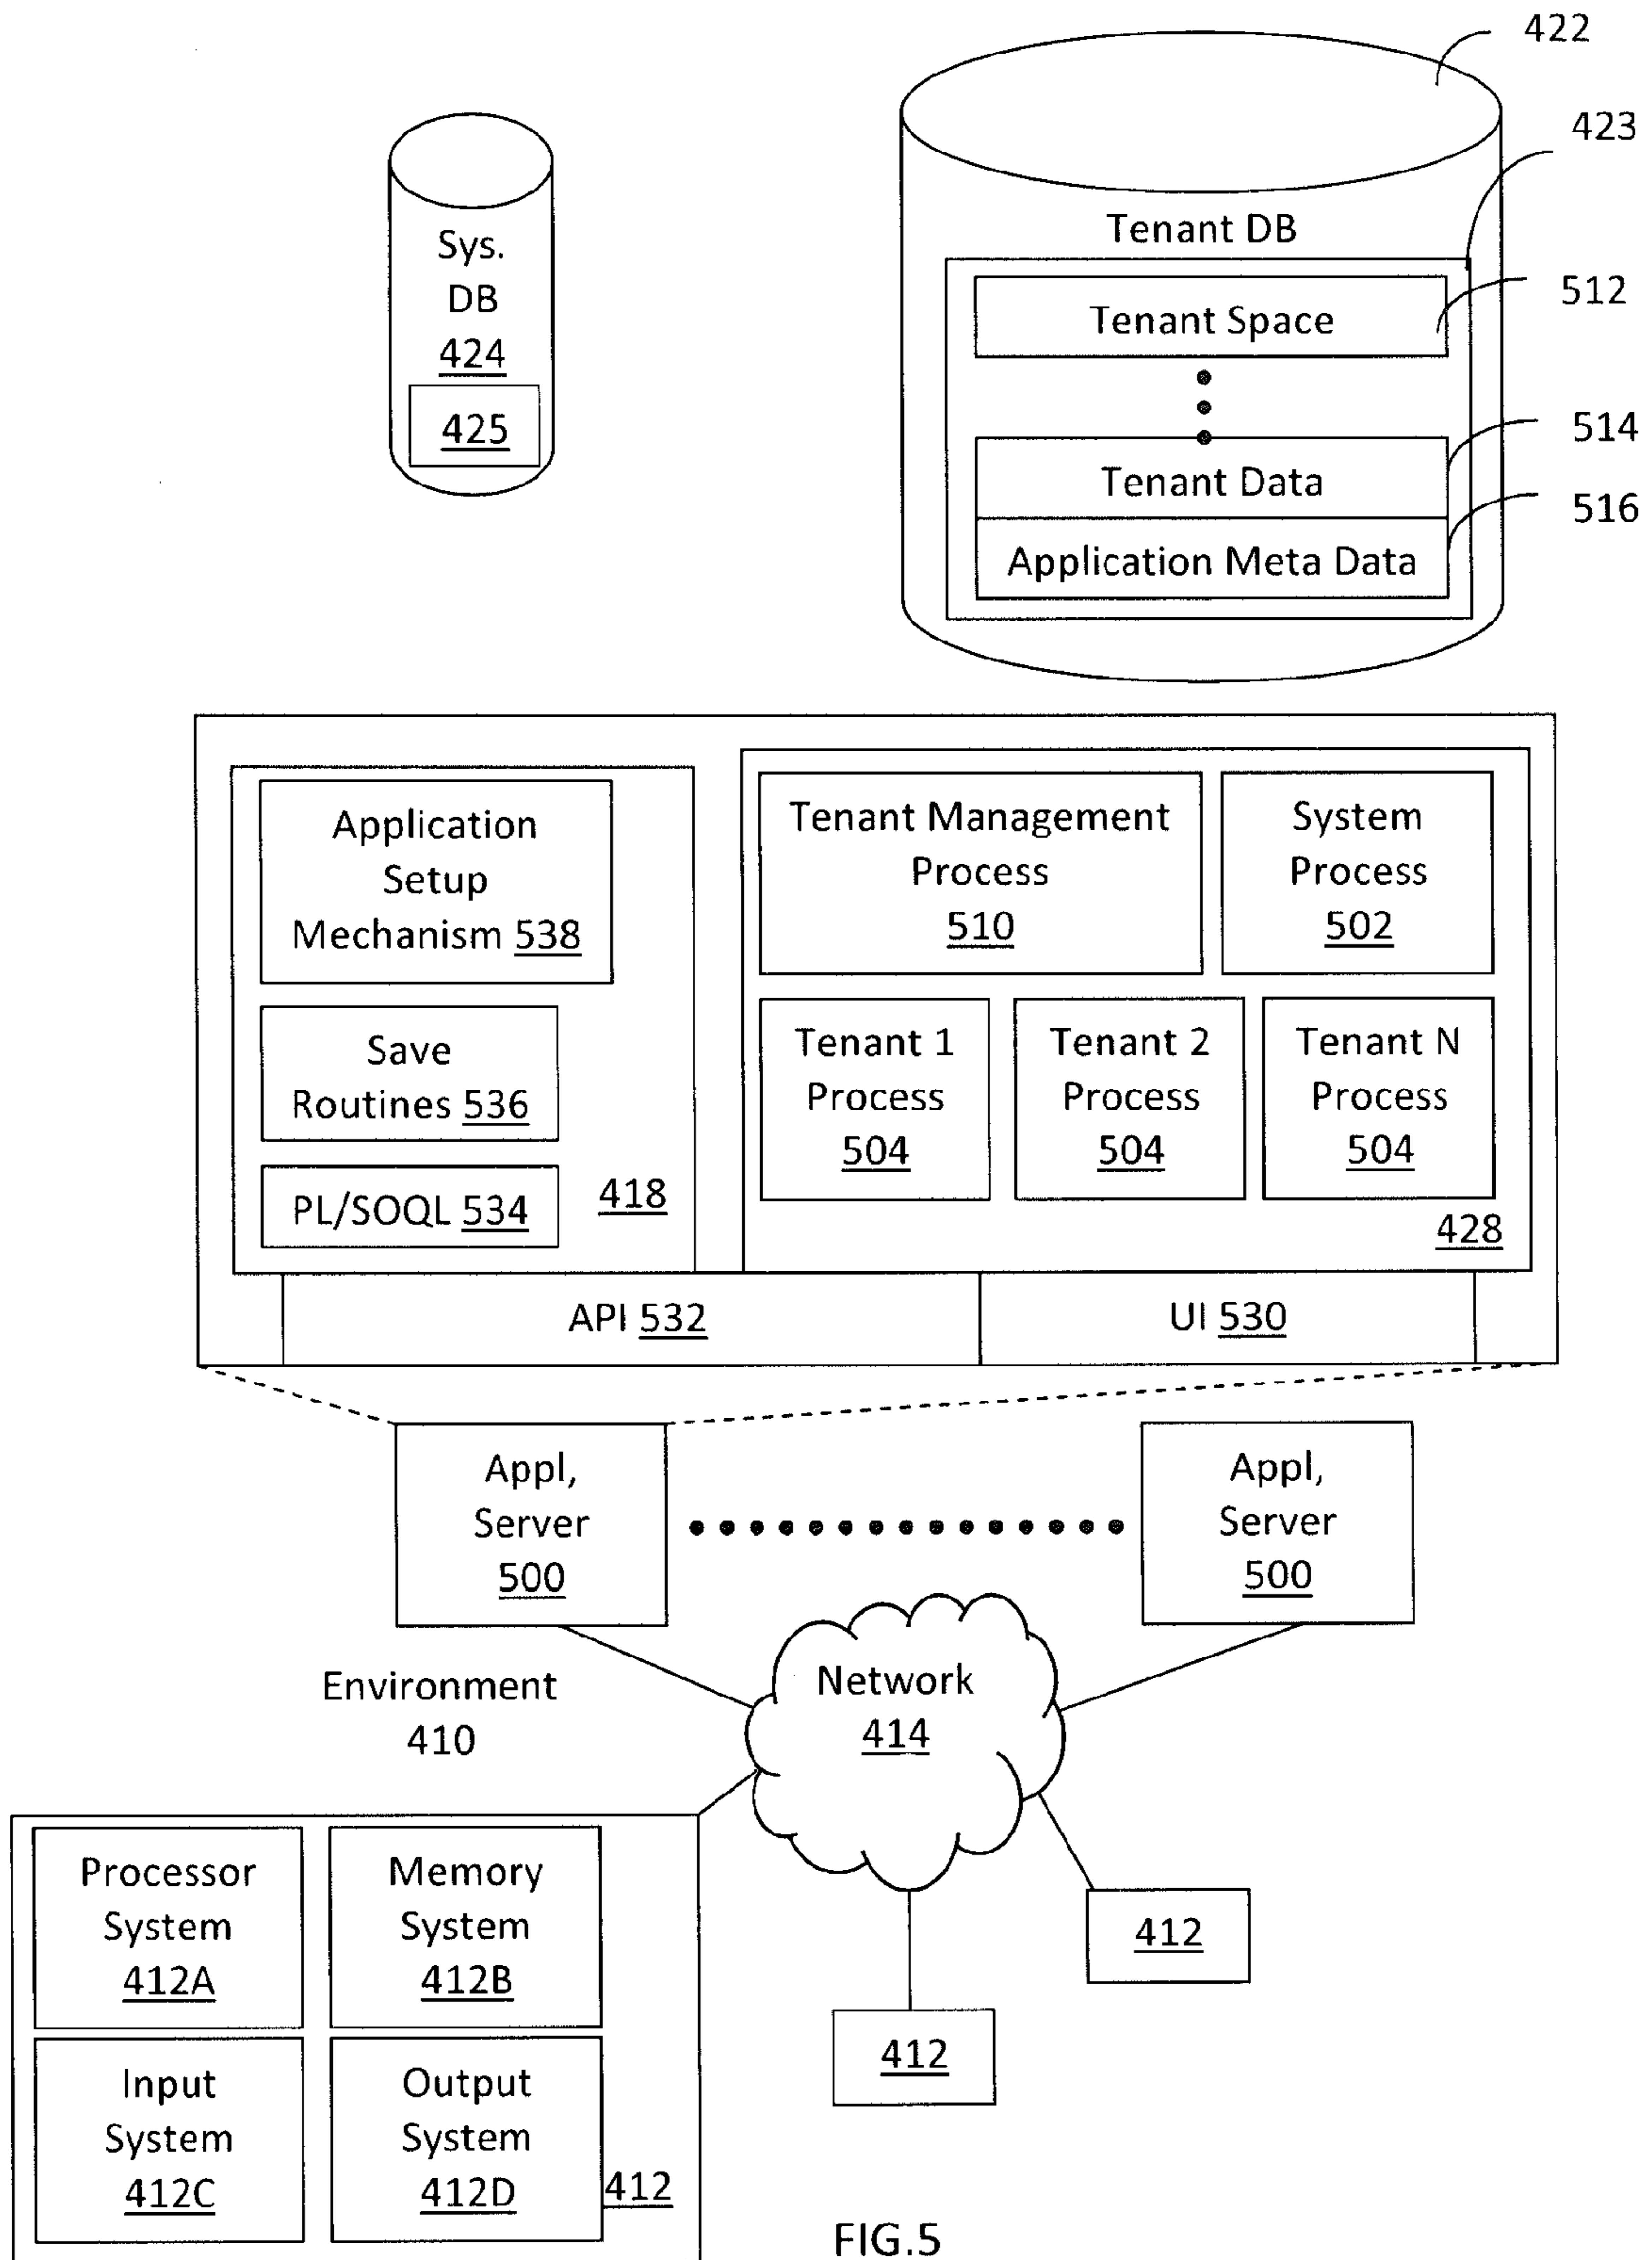 422
423
Sys.
DB
424
425
Tenant DB
Tenant Space
512
Tenant Data
514
Application Meta Data
516
Application
Setup
Mechanism 538
Save
Routines 536
PL/SOQL 534
418
Tenant Management
Process
510
System
Process
502
Tenant 1
Process
504
Tenant 2
Process
504
Tenant N
Process
504
428
API 532
UI 530
Appl,
Server
500
Appl,
Server
500
Environment
410
Network
414
Processor
System
412A
Memory
System
412B
Input
System
412C
Output
System
412D
412
412
412
FIG.5